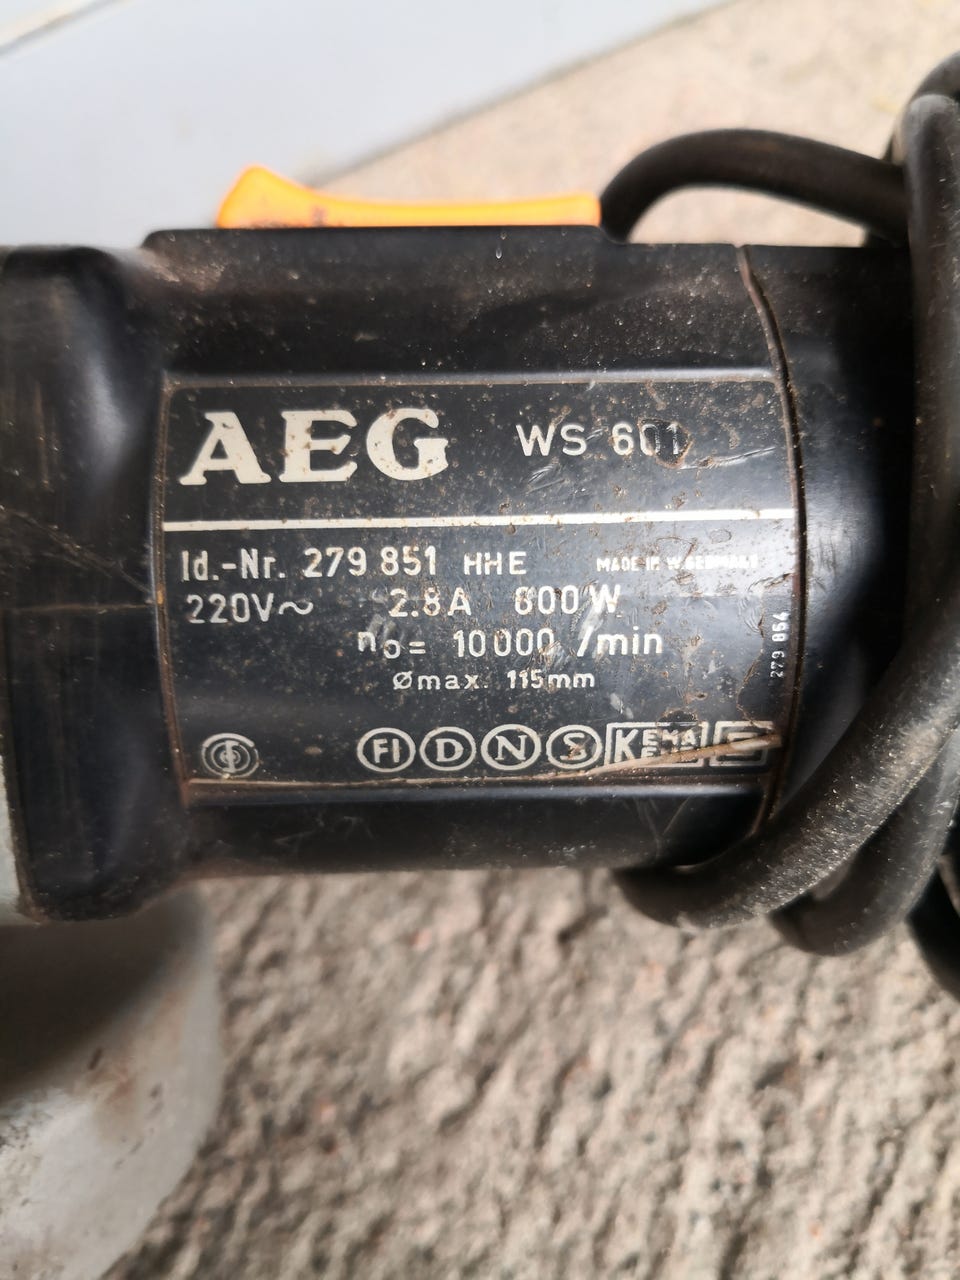 AEG WS 601
Id.-Nr. 279 851 HHE MADE IN W.GERMANY
220V~ 2.8A 600W
n₀= 10000 /min
Ømax. 115mm
279 854
FI D N S KEMA